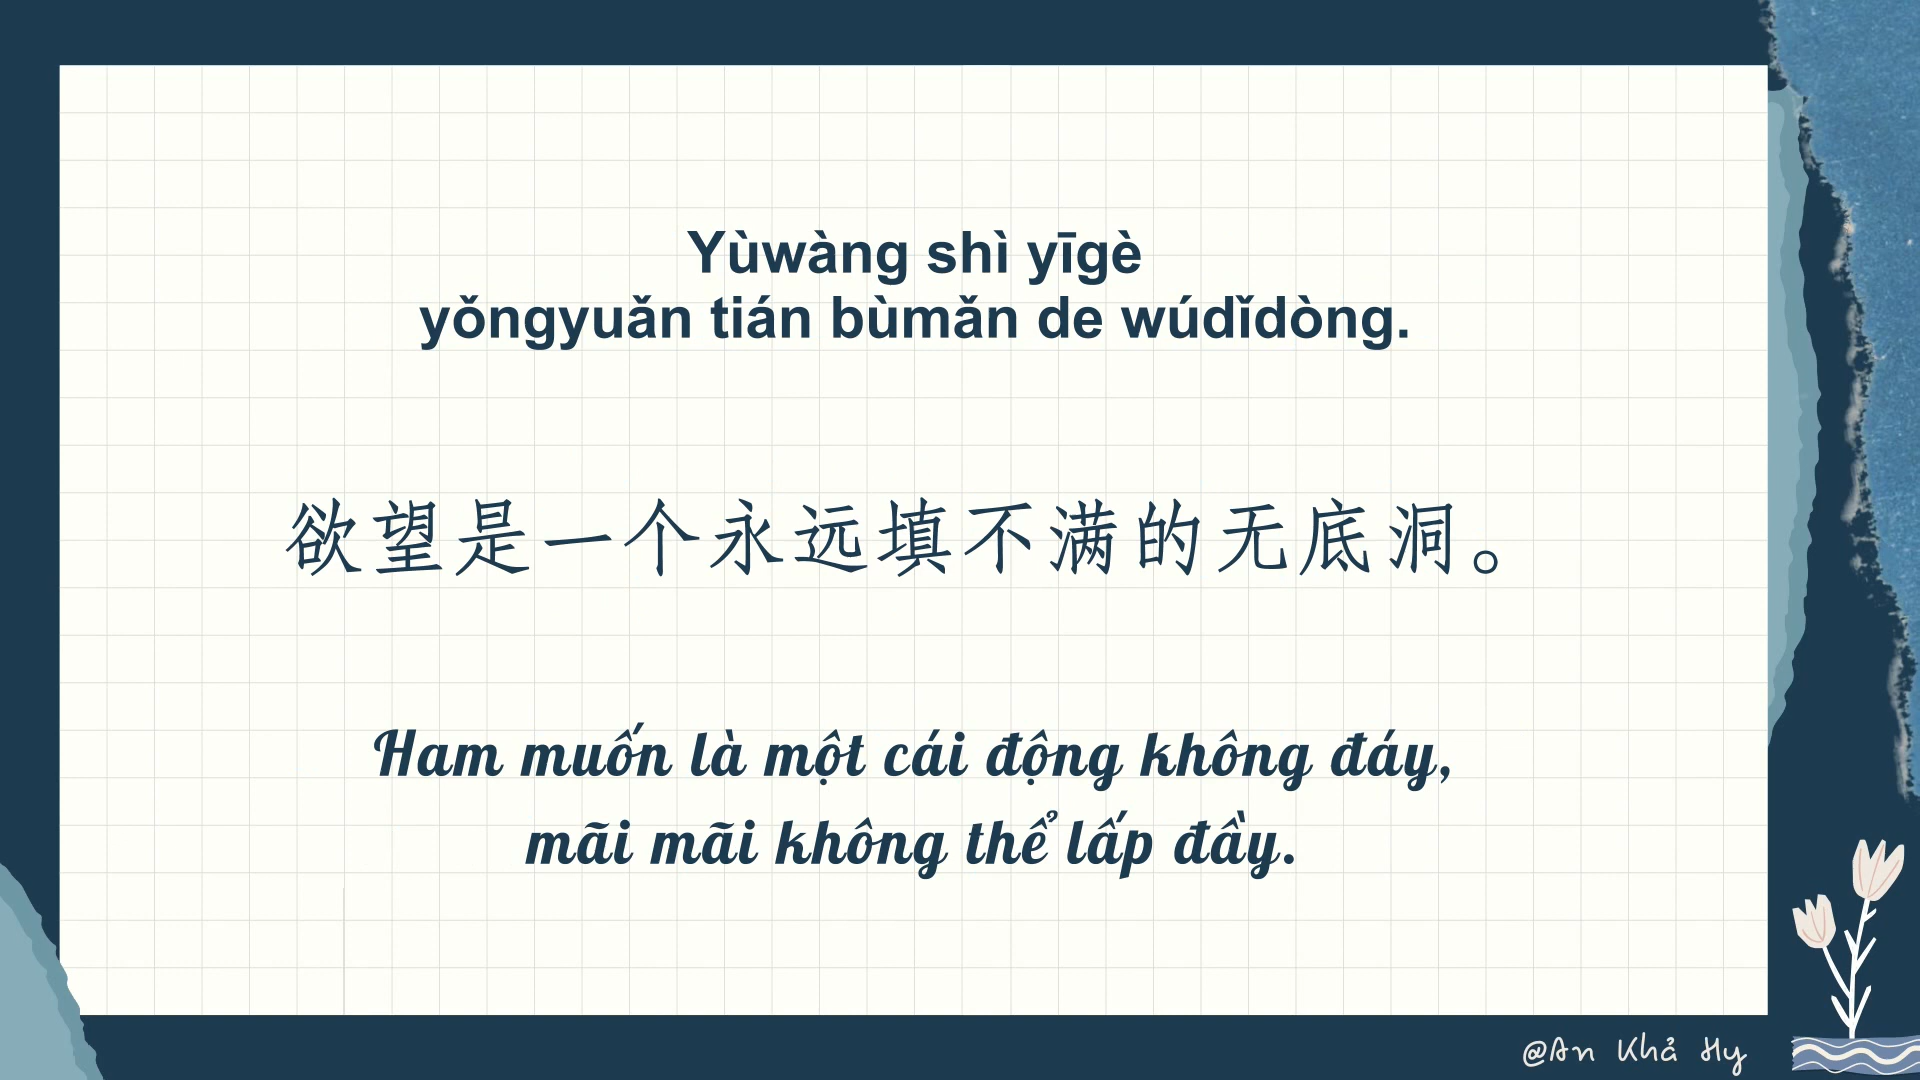 Yùwàng shì yīgè
yǒngyuǎn tián bùmǎn de wúdǐdòng.
欲望是一个永远填不满的无底洞。
Ham muốn là một cái động không đáy,
mãi mãi không thể lấp đầy.
@An Khả Hy